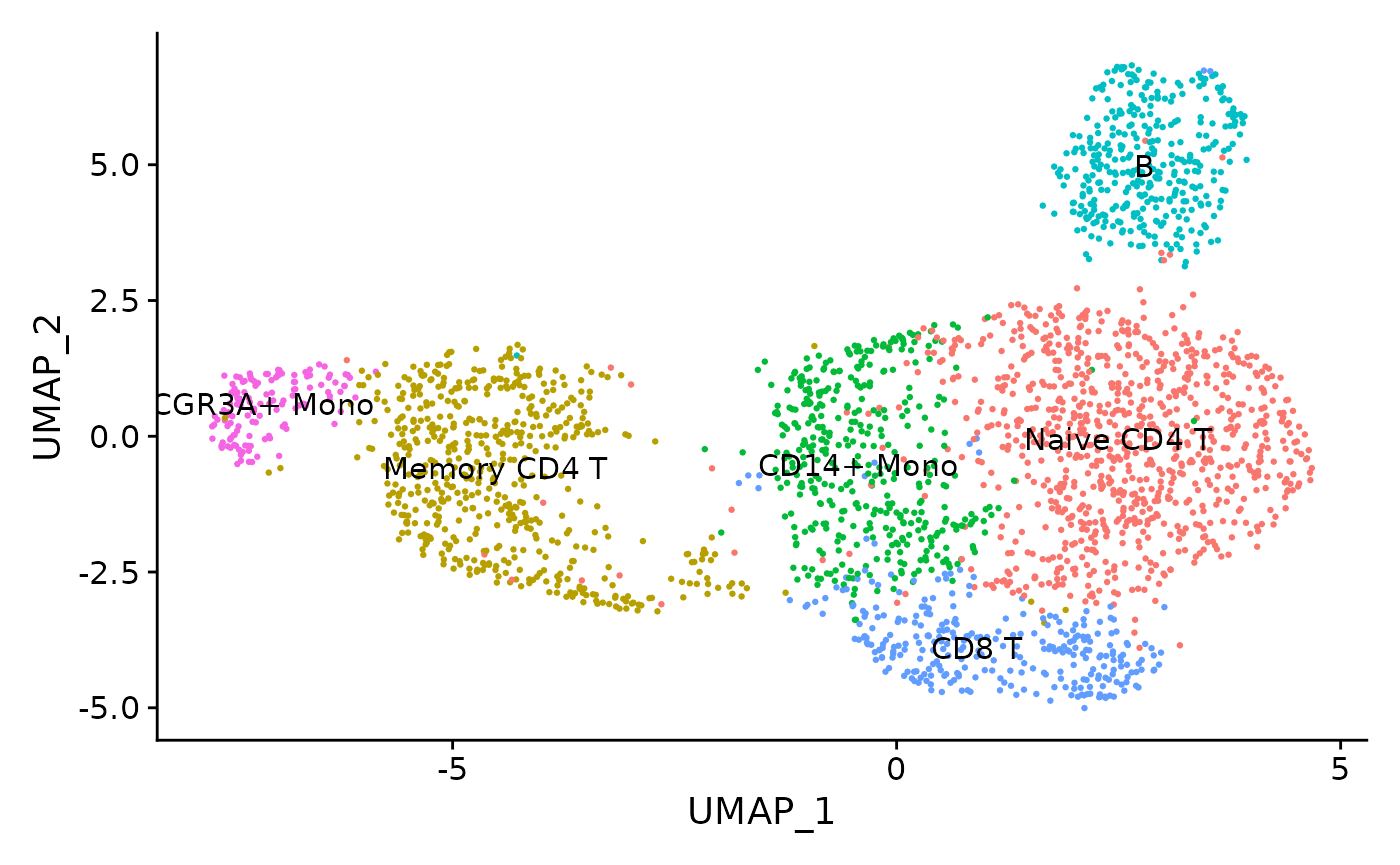 5.0
2.5
0.0
-2.5
-5.0
UMAP_2
B
CGR3A+ Mono
Memory CD4 T
CD14+ Mono
Naive CD4 T
CD8 T
-5
0
5
UMAP_1